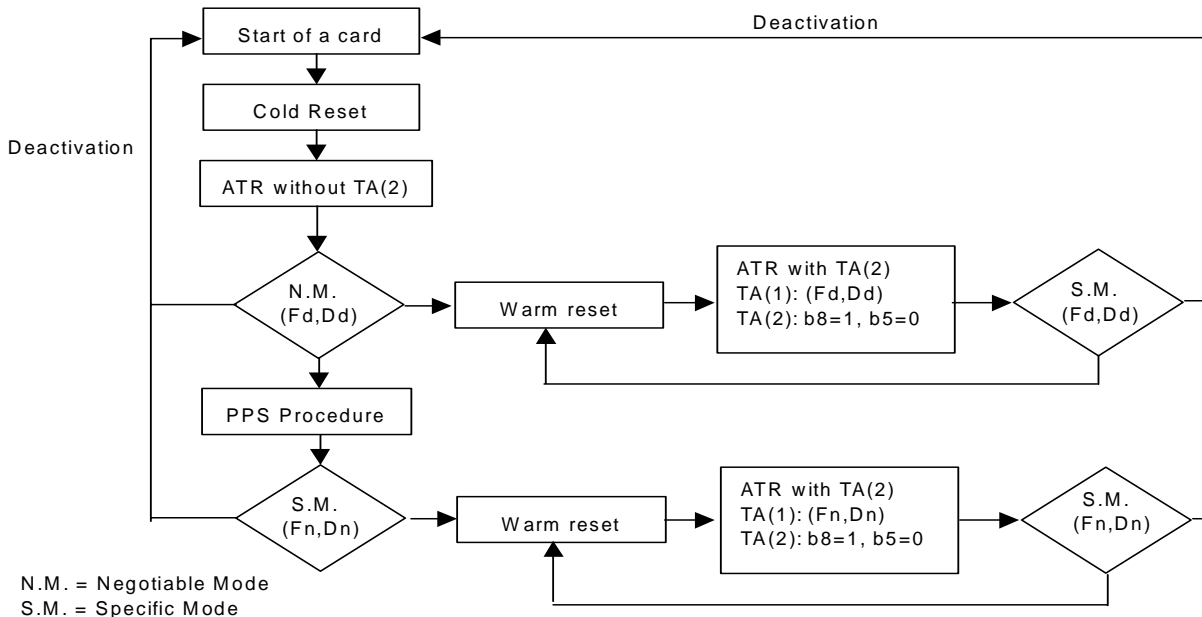 Start of a card
Deactivation
Cold Reset
Deactivation
ATR without TA(2)
N.M.
(Fd,Dd)
Warm reset
ATR with TA(2)
TA(1): (Fd,Dd)
TA(2): b8=1, b5=0
S.M.
(Fd,Dd)
PPS Procedure
S.M.
(Fn,Dn)
Warm reset
ATR with TA(2)
TA(1): (Fn,Dn)
TA(2): b8=1, b5=0
S.M.
(Fn,Dn)
N.M. = Negotiable Mode
S.M. = Specific Mode